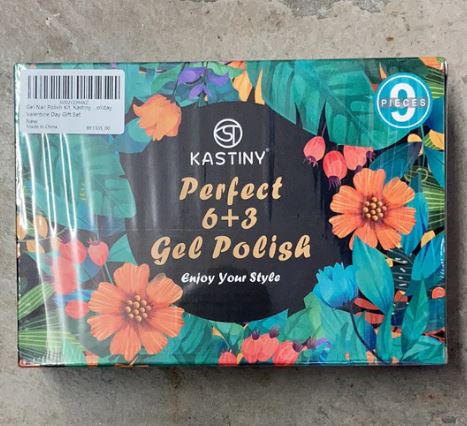 Gel Nail Polish Kit, Kastiny ...oliday
Valentine Day Gift Set
New
Made in China
9
PIECES
KASTINY®
Perfect
6+3
Gel Polish
Enjoy Your Style